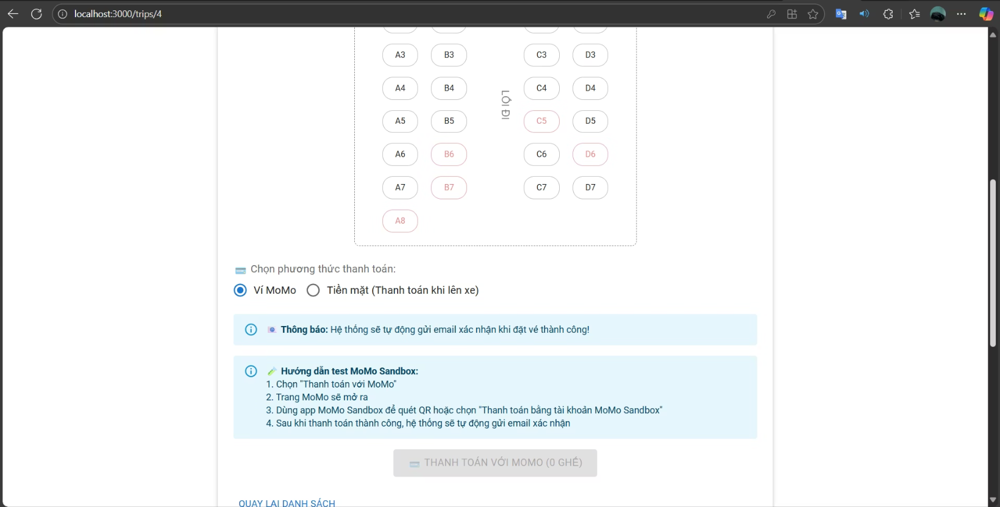 localhost:3000/trips/4
A3 B3 C3 D3
A4 B4 C4 D4
LỐI ĐI
A5 B5 C5 D5
A6 B6 C6 D6
A7 B7 C7 D7
A8
Chọn phương thức thanh toán:
Ví MoMo Tiền mặt (Thanh toán khi lên xe)
Thông báo: Hệ thống sẽ tự động gửi email xác nhận khi đặt vé thành công!
Hướng dẫn test MoMo Sandbox:
1. Chọn "Thanh toán với MoMo"
2. Trang MoMo sẽ mở ra
3. Dùng app MoMo Sandbox để quét QR hoặc chọn "Thanh toán bằng tài khoản MoMo Sandbox"
4. Sau khi thanh toán thành công, hệ thống sẽ tự động gửi email xác nhận
THANH TOÁN VỚI MOMO (0 GHẾ)
QUAY LẠI DANH SÁCH